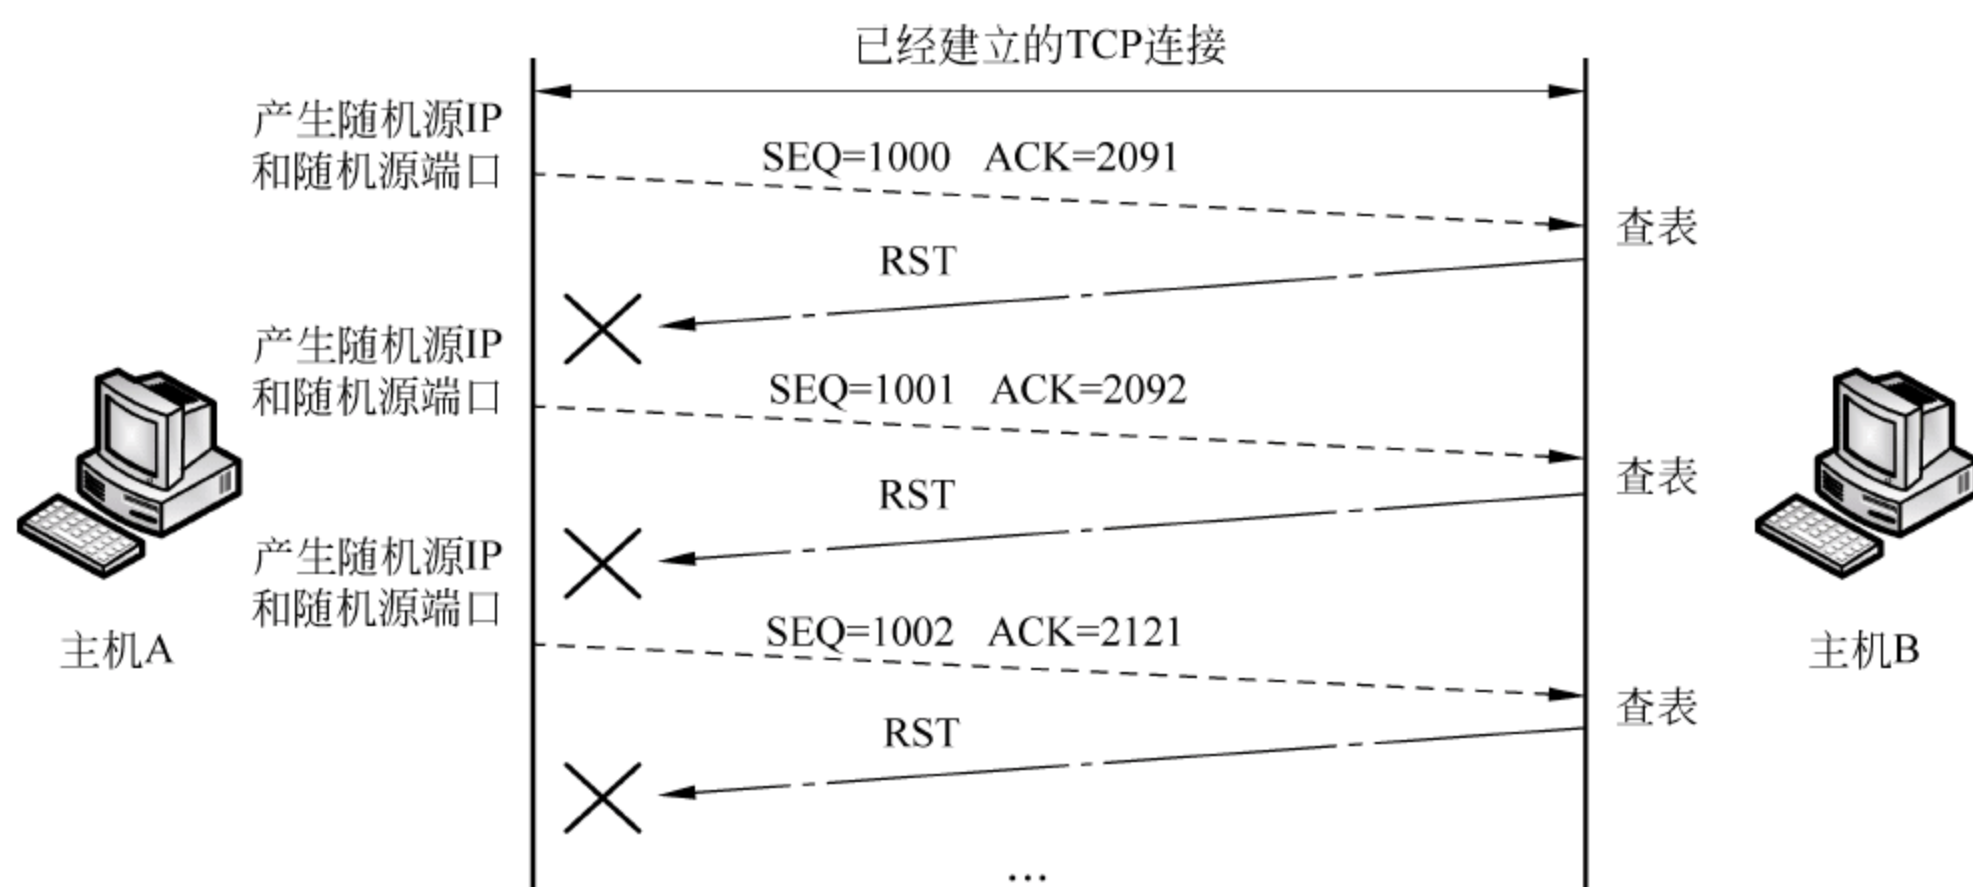 已经建立的TCP连接
产生随机源IP
和随机源端口
SEQ=1000 ACK=2091
查表
RST
产生随机源IP
和随机源端口
SEQ=1001 ACK=2092
查表
RST
产生随机源IP
和随机源端口
SEQ=1002 ACK=2121
主机A
主机B
查表
RST
...